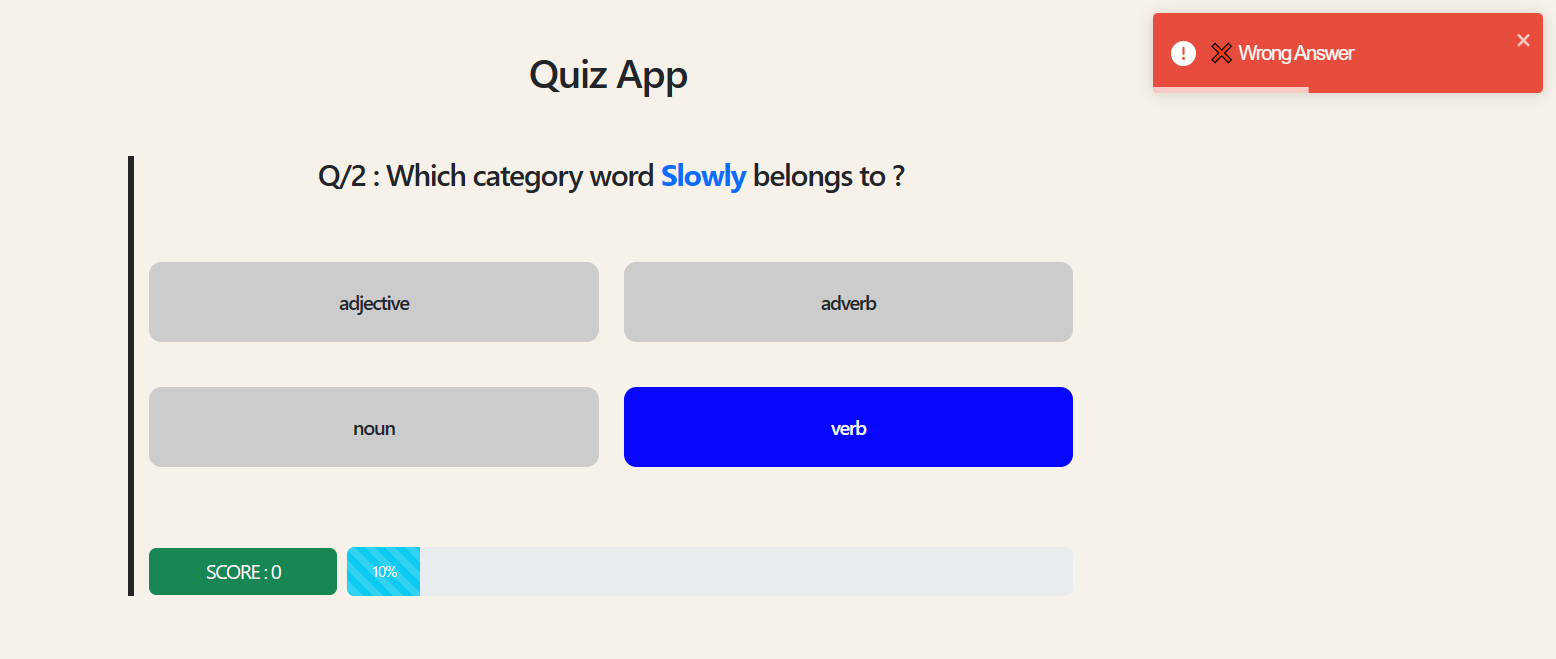 Quiz App
✖ Wrong Answer
Q/2 : Which category word Slowly belongs to ?
adjective
adverb
noun
verb
SCORE : 0
10%